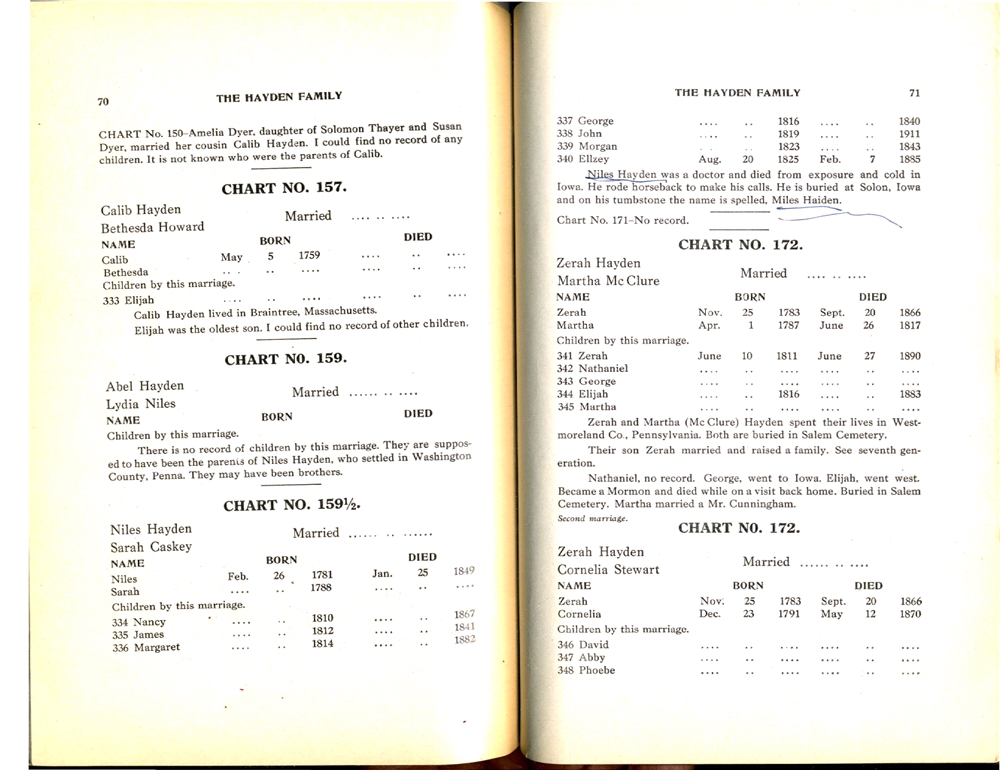 70
THE HAYDEN FAMILY
CHART No. 150–Amelia Dyer, daughter of Solomon Thayer and Susan
Dyer, married her cousin Calib Hayden. I could find no record of any
children. It is not known who were the parents of Calib.
CHART NO. 157.
Calib Hayden
Bethesda Howard
Married .... .. ....
NAME BORN DIED
Calib May 5 1759 .... .. ....
Bethesda .. . .. .... .... .. ....
Children by this marriage.
333 Elijah .... .. .... .... .. ....
Calib Hayden lived in Braintree, Massachusetts.
Elijah was the oldest son. I could find no record of other children.
CHART NO. 159.
Abel Hayden
Lydia Niles
Married ...... .. ....
NAME BORN DIED
Children by this marriage.
There is no record of children by this marriage. They are suppos-
ed to have been the parents of Niles Hayden, who settled in Washington
County, Penna. They may have been brothers.
CHART NO. 159½.
Niles Hayden
Sarah Caskey
Married ...... .. ......
NAME BORN DIED
Niles Feb. 26 1781 Jan. 25 1849
Sarah .... .. 1788 .... .. ....
Children by this marriage.
334 Nancy .... .. 1810 .... .. 1867
335 James .... .. 1812 .... .. 1841
336 Margaret .... .. 1814 .... .. 1882
THE HAYDEN FAMILY
71
337 George .... .. 1816 .... .. 1840
338 John .... .. 1819 .... .. 1911
339 Morgan . . .. 1823 .... .. 1843
340 Ellzey Aug. 20 1825 Feb. 7 1885
Niles Hayden was a doctor and died from exposure and cold in
Iowa. He rode horseback to make his calls. He is buried at Solon, Iowa
and on his tumbstone the name is spelled, Miles Haiden.
Chart No. 171–No record.
CHART NO. 172.
Zerah Hayden
Martha Mc Clure
Married .... .. ....
NAME BORN DIED
Zerah Nov. 25 1783 Sept. 20 1866
Martha Apr. 1 1787 June 26 1817
Children by this marriage.
341 Zerah June 10 1811 June 27 1890
342 Nathaniel .... .. .... .... .. ....
343 George .... .. .... .... .. ....
344 Elijah .... .. 1816 .... .. 1883
345 Martha .... .. .... .... .. ....
Zerah and Martha (Mc Clure) Hayden spent their lives in West-
moreland Co., Pennsylvania. Both are buried in Salem Cemetery.
Their son Zerah married and raised a family. See seventh gen-
eration.
Nathaniel, no record. George, went to Iowa. Elijah, went west.
Became a Mormon and died while on a visit back home. Buried in Salem
Cemetery. Martha married a Mr. Cunningham.
Second marriage.
CHART NO. 172.
Zerah Hayden
Cornelia Stewart
Married ...... .. ....
NAME BORN DIED
Zerah Nov. 25 1783 Sept. 20 1866
Cornelia Dec. 23 1791 May 12 1870
Children by this marriage.
346 David .... .. .... .... .. ....
347 Abby .... .. .... .... .. ....
348 Phoebe .... .. .... .... .. ....